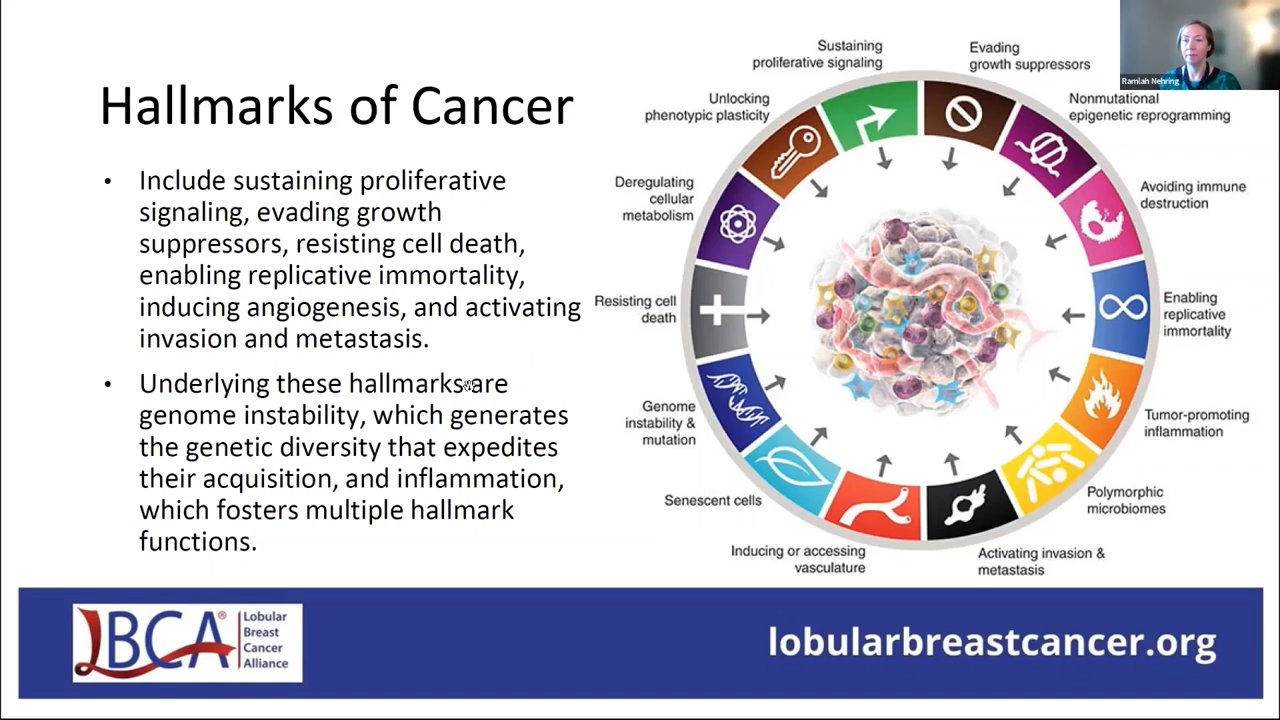 Hallmarks of Cancer
• Include sustaining proliferative
signaling, evading growth
suppressors, resisting cell death,
enabling replicative immortality,
inducing angiogenesis, and activating
invasion and metastasis.
• Underlying these hallmarks are
genome instability, which generates
the genetic diversity that expedites
their acquisition, and inflammation,
which fosters multiple hallmark
functions.
Sustaining
proliferative signaling
Evading
growth suppressors
Nonmutational
epigenetic reprogramming
Avoiding immune
destruction
Enabling
replicative
immortality
Tumor-promoting
inflammation
Polymorphic
microbiomes
Activating invasion &
metastasis
Inducing or accessing
vasculature
Senescent cells
Genome
instability &
mutation
Resisting cell
death
Deregulating
cellular
metabolism
Unlocking
phenotypic plasticity
Ramlah Nehring
LBCA®
Lobular
Breast
Cancer
Alliance
lobularbreastcancer.org